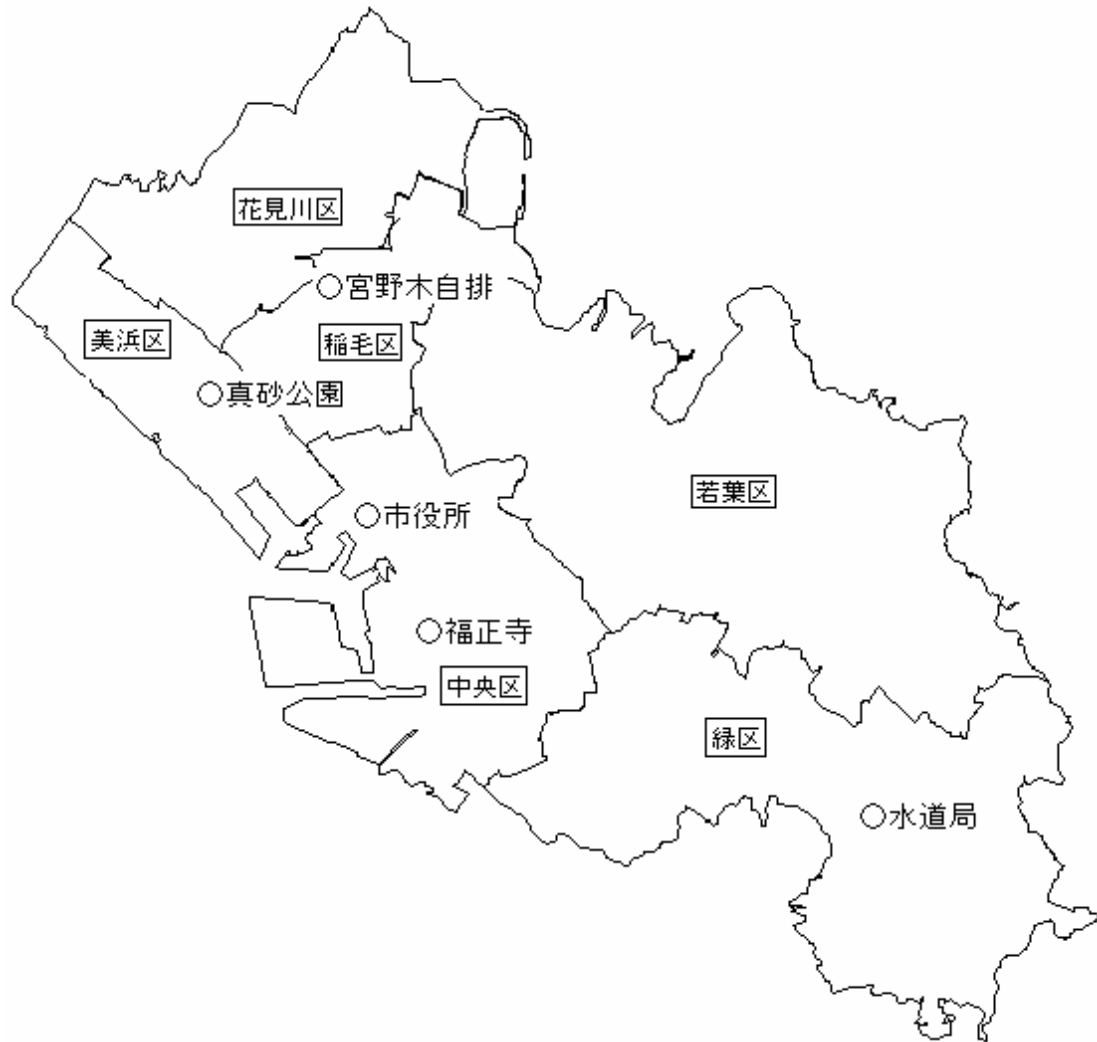 花見川区
○宮野木自排
美浜区
稲毛区
○真砂公園
若葉区
○市役所
○福正寺
中央区
緑区
○水道局